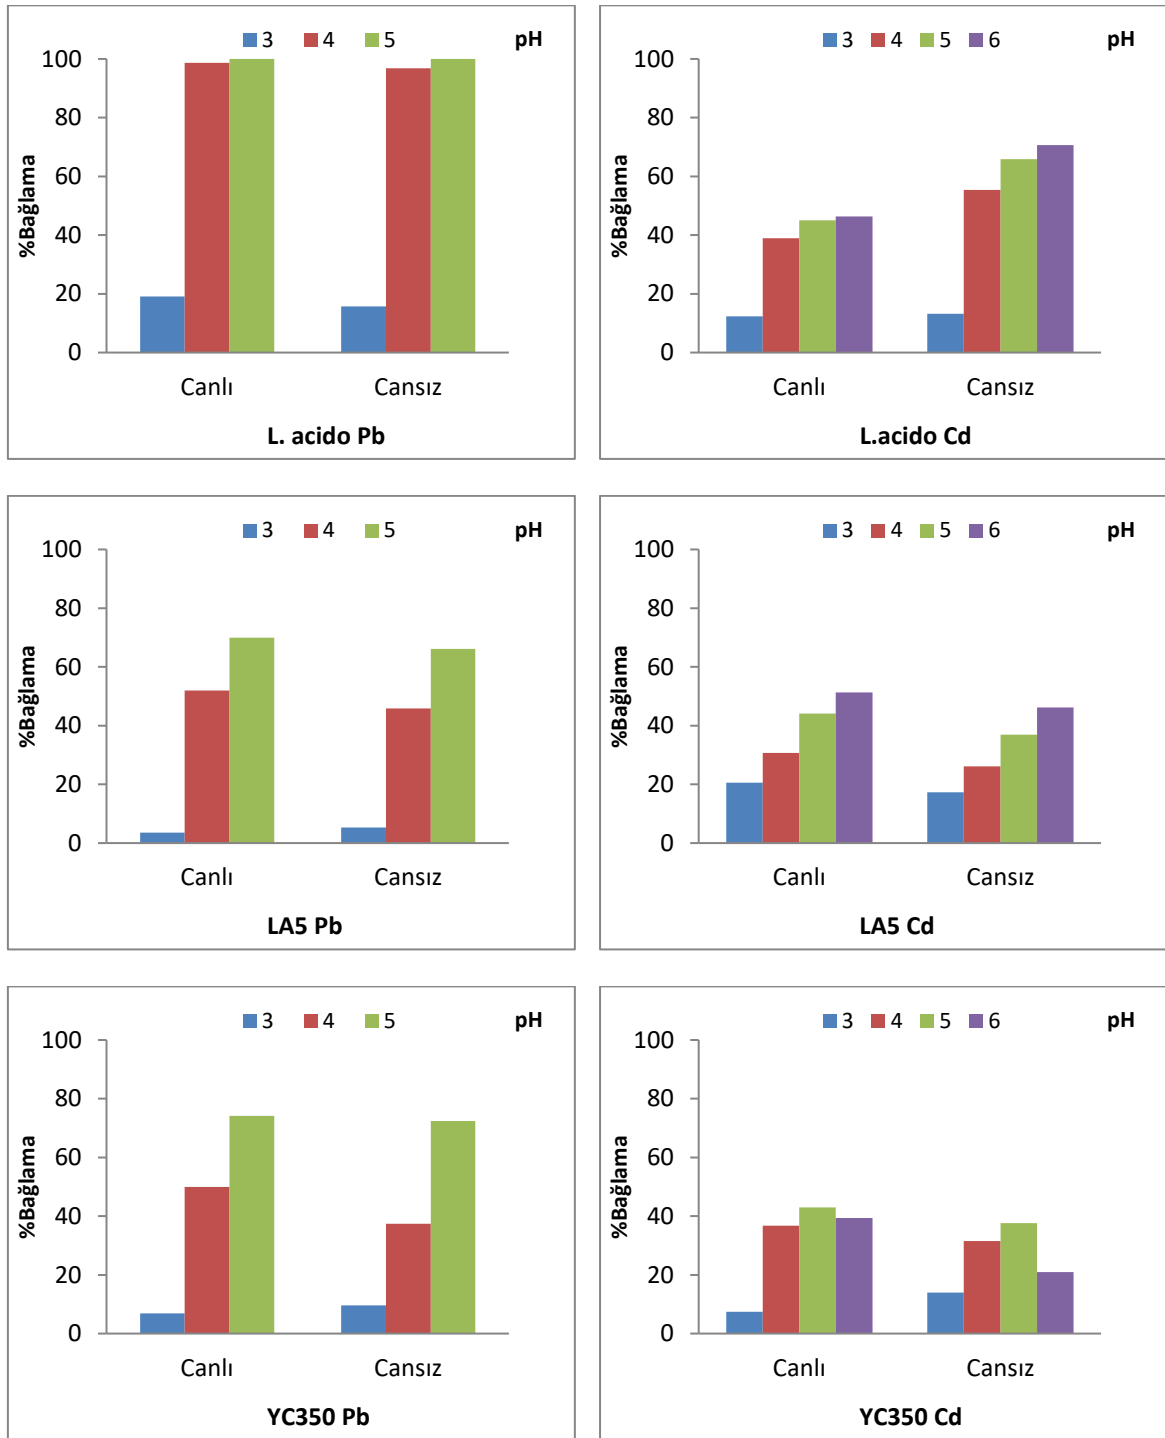 3 4 5 pH
100
80
60
40
20
0
%Bağlama
Canlı Cansız
L. acido Pb
3 4 5 6 pH
100
80
60
40
20
0
%Bağlama
Canlı Cansız
L.acido Cd
3 4 5 pH
100
80
60
40
20
0
%Bağlama
Canlı Cansız
LA5 Pb
3 4 5 6 pH
100
80
60
40
20
0
%Bağlama
Canlı Cansız
LA5 Cd
3 4 5 pH
100
80
60
40
20
0
%Bağlama
Canlı Cansız
YC350 Pb
3 4 5 6 pH
100
80
60
40
20
0
%Bağlama
Canlı Cansız
YC350 Cd